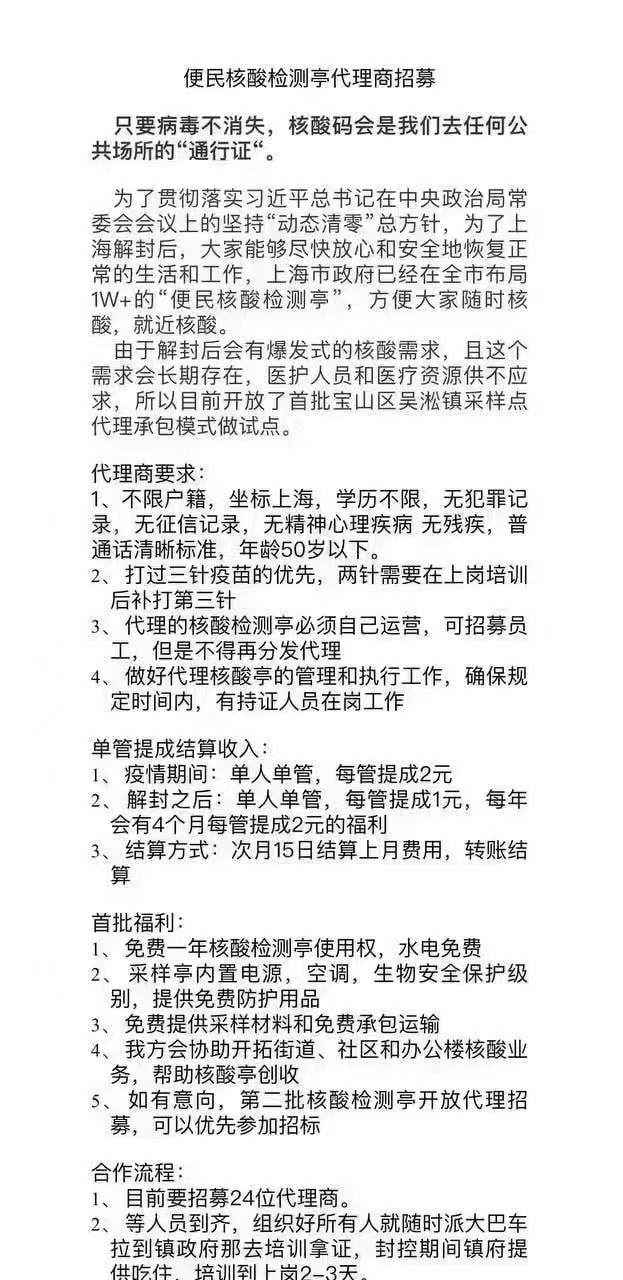 便民核酸检测亭代理商招募
只要病毒不消失，核酸码会是我们去任何公
共场所的“通行证“。
为了贯彻落实习近平总书记在中央政治局常
委会会议上的坚持“动态清零”总方针，为了上
海解封后，大家能够尽快放心和安全地恢复正
常的生活和工作，上海市政府已经在全市布局
1W+的“便民核酸检测亭”，方便大家随时核
酸，就近核酸。
由于解封后会有爆发式的核酸需求，且这个
需求会长期存在，医护人员和医疗资源供不应
求，所以目前开放了首批宝山区吴淞镇采样点
代理承包模式做试点。
代理商要求：
1、不限户籍，坐标上海，学历不限，无犯罪记
录，无征信记录，无精神心理疾病 无残疾，普
通话清晰标准，年龄50岁以下。
2、 打过三针疫苗的优先，两针需要在上岗培训
后补打第三针
3、 代理的核酸检测亭必须自己运营，可招募员
工，但是不得再分发代理
4、 做好代理核酸亭的管理和执行工作，确保规
定时间内，有持证人员在岗工作
单管提成结算收入：
1、 疫情期间：单人单管，每管提成2元
2、 解封之后：单人单管，每管提成1元，每年
会有4个月每管提成2元的福利
3、 结算方式：次月15日结算上月费用，转账结
算
首批福利：
1、 免费一年核酸检测亭使用权，水电免费
2、 采样亭内置电源，空调，生物安全保护级
别，提供免费防护用品
3、 免费提供采样材料和免费承包运输
4、 我方会协助开拓街道、社区和办公楼核酸业
务，帮助核酸亭创收
5、 如有意向，第二批核酸检测亭开放代理招
募，可以优先参加招标
合作流程：
1、 目前要招募24位代理商。
2、 等人员到齐，组织好所有人就随时派大巴车
拉到镇政府那去培训拿证，封控期间镇府提
供吃住，培训到上岗2-3天。